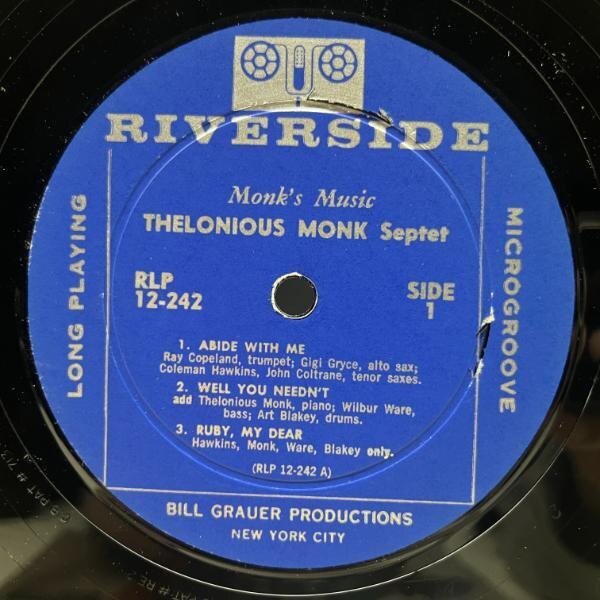 RIVERSIDE
Monk's Music
THELONIOUS MONK Septet
LONG PLAYING
MICROGROOVE
RLP
12-242
SIDE
1
1. ABIDE WITH ME
Ray Copeland, trumpet; Gigi Gryce, alto sax;
Coleman Hawkins, John Coltrane, tenor saxes.
2. WELL YOU NEEDN'T
add Thelonious Monk, piano; Wilbur Ware,
bass; Art Blakey, drums.
3. RUBY, MY DEAR
Hawkins, Monk, Ware, Blakey only.
(RLP 12-242 A)
BILL GRAUER PRODUCTIONS
NEW YORK CITY